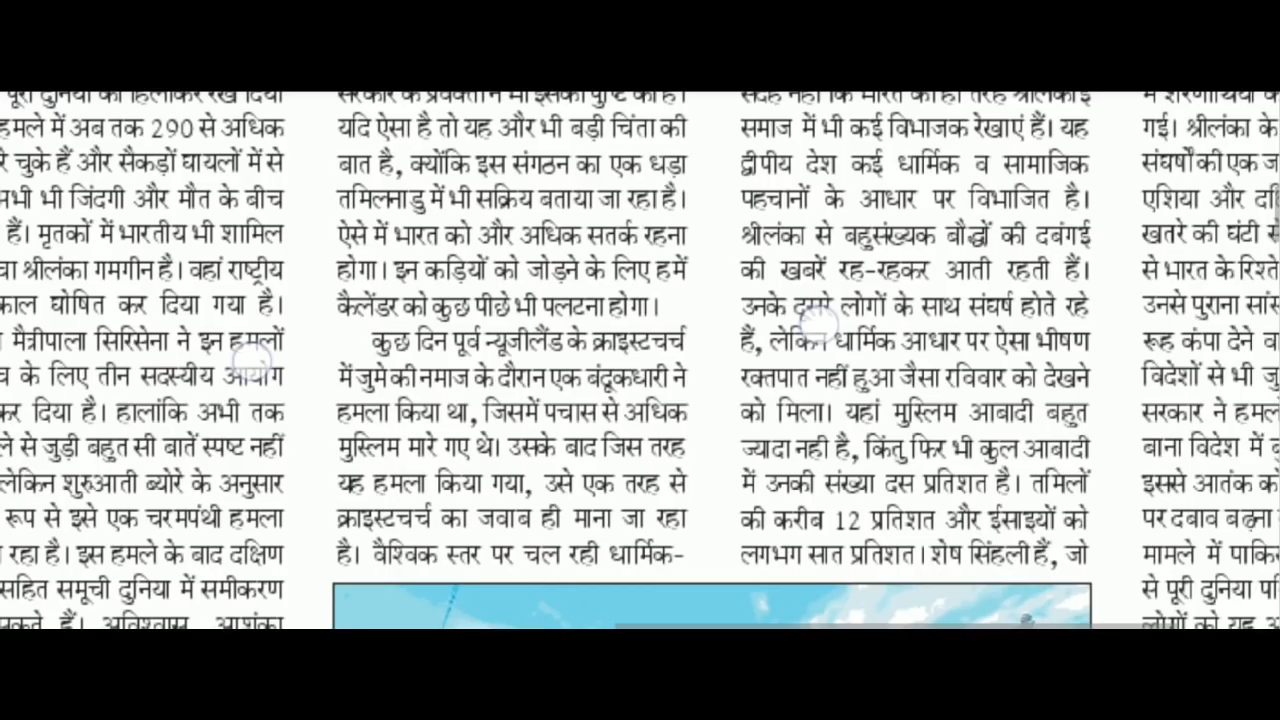 हमले में अब तक 290 से अधिक
चुके हैं और सैकड़ों घायलों में से
भी जिंदगी और मौत के बीच
हैं। मृतकों में भारतीय भी शामिल
श्रीलंका गमगीन है। वहां राष्ट्रीय
घोषित कर दिया गया है।
मैत्रीपाला सिरिसेना ने इन हमलों
के लिए तीन सदस्यीय आयोग
दिया है। हालांकि अभी तक
से जुड़ी बहुत सी बातें स्पष्ट नहीं
लेकिन शुरुआती ब्योरे के अनुसार
रूप से इसे एक चरमपंथी हमला
रहा है। इस हमले के बाद दक्षिण
सहित समूची दुनिया में समीकरण
यदि ऐसा है तो यह और भी बड़ी चिंता की
बात है, क्योंकि इस संगठन का एक धड़ा
तमिलनाडु में भी सक्रिय बताया जा रहा है।
ऐसे में भारत को और अधिक सतर्क रहना
होगा। इन कड़ियों को जोड़ने के लिए हमें
कैलेंडर को कुछ पीछे भी पलटना होगा।
कुछ दिन पूर्व न्यूजीलैंड के क्राइस्टचर्च
में जुमे की नमाज के दौरान एक बंदूकधारी ने
हमला किया था, जिसमें पचास से अधिक
मुस्लिम मारे गए थे। उसके बाद जिस तरह
यह हमला किया गया, उसे एक तरह से
क्राइस्टचर्च का जवाब ही माना जा रहा
है। वैश्विक स्तर पर चल रही धार्मिक-
समाज में भी कई विभाजक रेखाएं हैं। यह
द्वीपीय देश कई धार्मिक व सामाजिक
पहचानों के आधार पर विभाजित है।
श्रीलंका से बहुसंख्यक बौद्धों की दबंगई
की खबरें रह-रहकर आती रहती हैं।
उनके दूसरे लोगों के साथ संघर्ष होते रहे
हैं, लेकिन धार्मिक आधार पर ऐसा भीषण
रक्तपात नहीं हुआ जैसा रविवार को देखने
को मिला। यहां मुस्लिम आबादी बहुत
ज्यादा नही है, किंतु फिर भी कुल आबादी
में उनकी संख्या दस प्रतिशत है। तमिलों
की करीब 12 प्रतिशत और ईसाइयों को
लगभग सात प्रतिशत। शेष सिंहली हैं, जो
गई। श्रीलंका के
संघर्षों की एक
एशिया और
खतरे की घंटी
से भारत के रिश्ते
उनसे पुराना
रूह कंपा देने
विदेशों से भी
सरकार ने
बाना विदेश में
इससे आतंक
पर दबाव बढ़ना
मामले में
से पूरी दुनिया